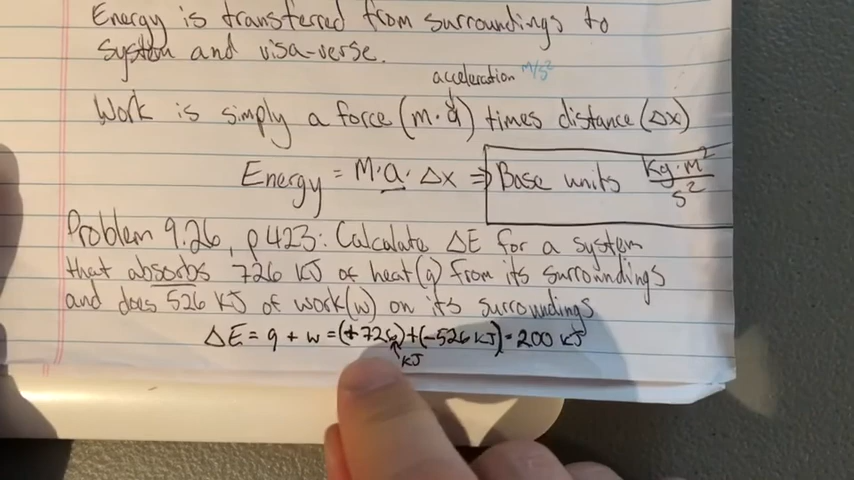 Energy is transferred from surroundings to
system and visa-verse.
acceleration m/s²
Work is simply a force (m·a) times distance (Δx)
Energy = m·a·Δx ⇒ Base units kg·m²/s²
Problem 9.26, p423: Calculate ΔE for a system
that absorbs 726 KJ of heat (q) from its surroundings
and does 526 KJ of work (w) on its surroundings
ΔE = q + w = (+726) + (-526 KJ) = 200 KJ
KJ